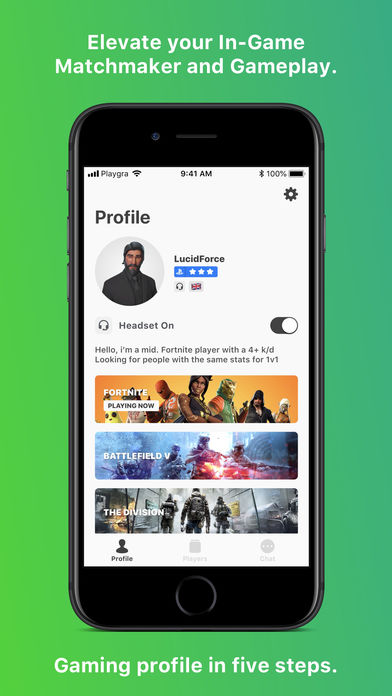 Elevate your In-Game
Matchmaker and Gameplay.
Playgra 9:41 AM 100%
Profile
LucidForce
Headset On
Hello, i'm a mid. Fortnite player with a 4+ k/d
Looking for people with the same stats for 1v1
FORTNITE
PLAYING NOW
BATTLEFIELD V
THE DIVISION
Profile Players Chat
Gaming profile in five steps.